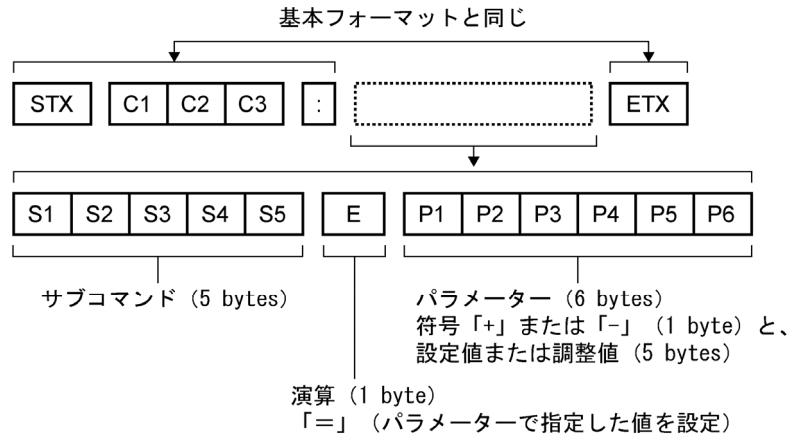 基本フォーマットと同じ
STX C1 C2 C3 : ETX
S1 S2 S3 S4 S5 E P1 P2 P3 P4 P5 P6
サブコマンド (5 bytes)
パラメーター (6 bytes)
符号「+」または「-」 (1 byte) と、
設定値または調整値 (5 bytes)
演算 (1 byte)
「=」 (パラメーターで指定した値を設定)